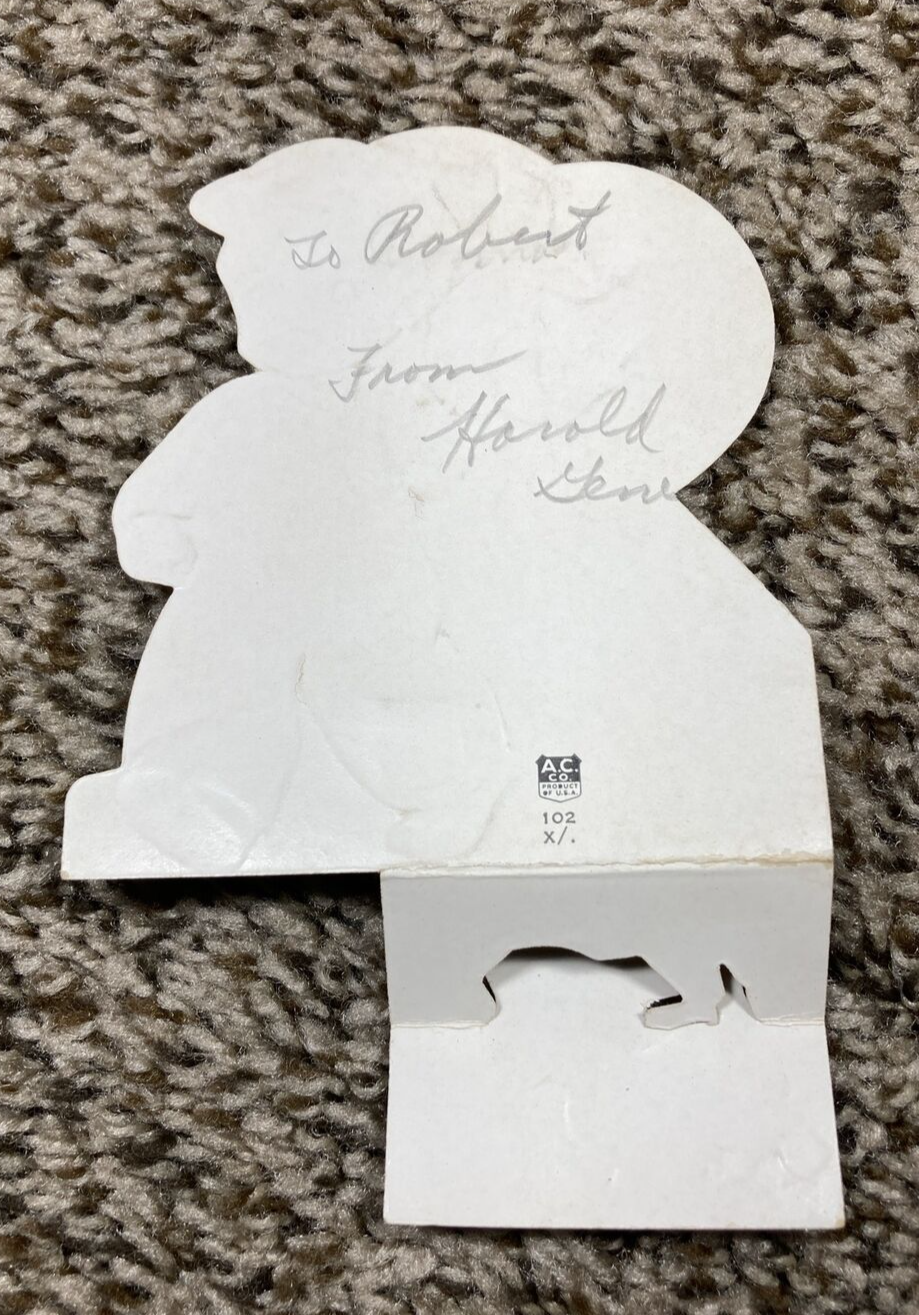 To Robert
From
Harold
Gene
A.C.
CO.
PRODUCT
OF U.S.A.
102
X/.